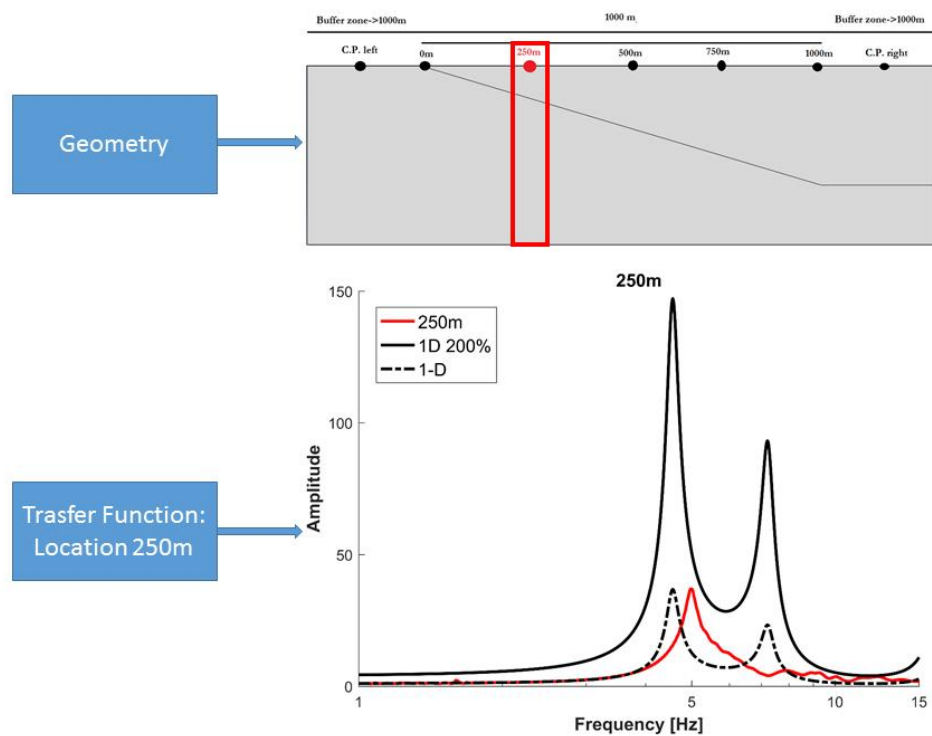 Buffer zone->1000m 1000 m Buffer zone->1000m
C.P. left 0m 250m 500m 750m 1000m C.P. right
Geometry
250m
150
250m
1D 200%
1-D
100
Amplitude
Trasfer Function:
Location 250m
50
0
1 5 10 15
Frequency [Hz]